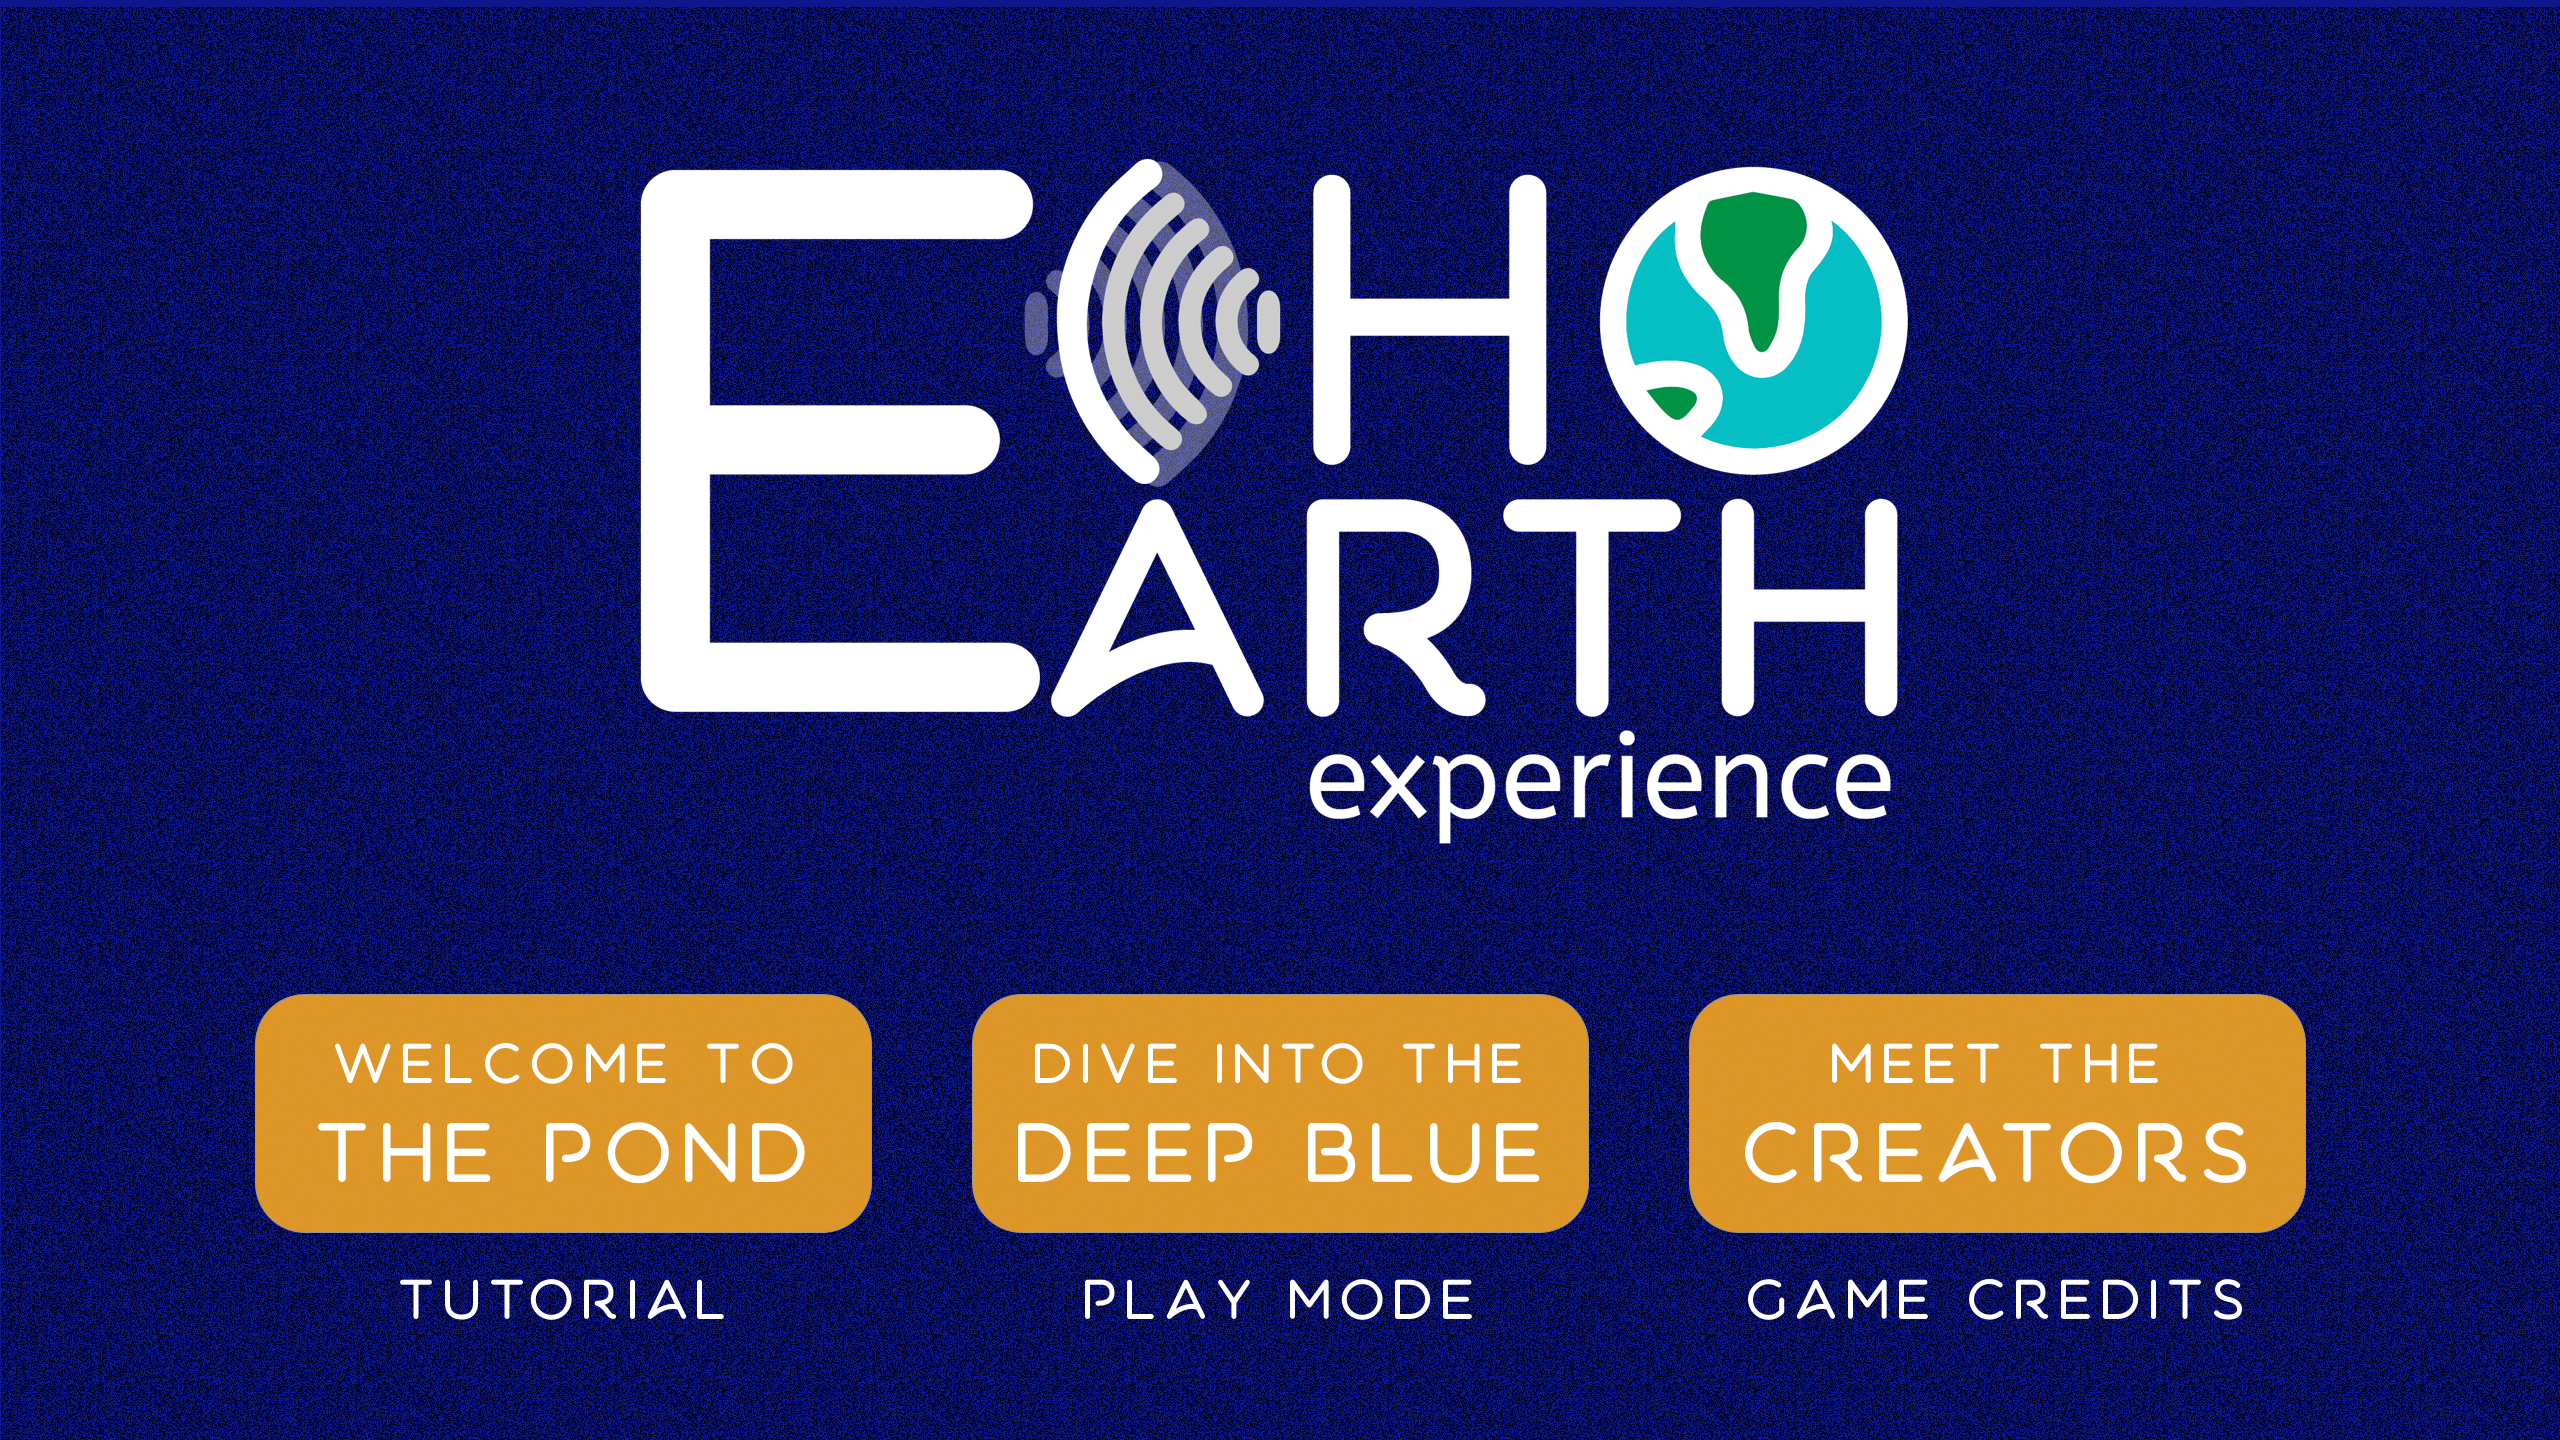 ECHO
EARTH
experience
WELCOME TO
THE POND
DIVE INTO THE
DEEP BLUE
MEET THE
CREATORS
TUTORIAL
PLAY MODE
GAME CREDITS